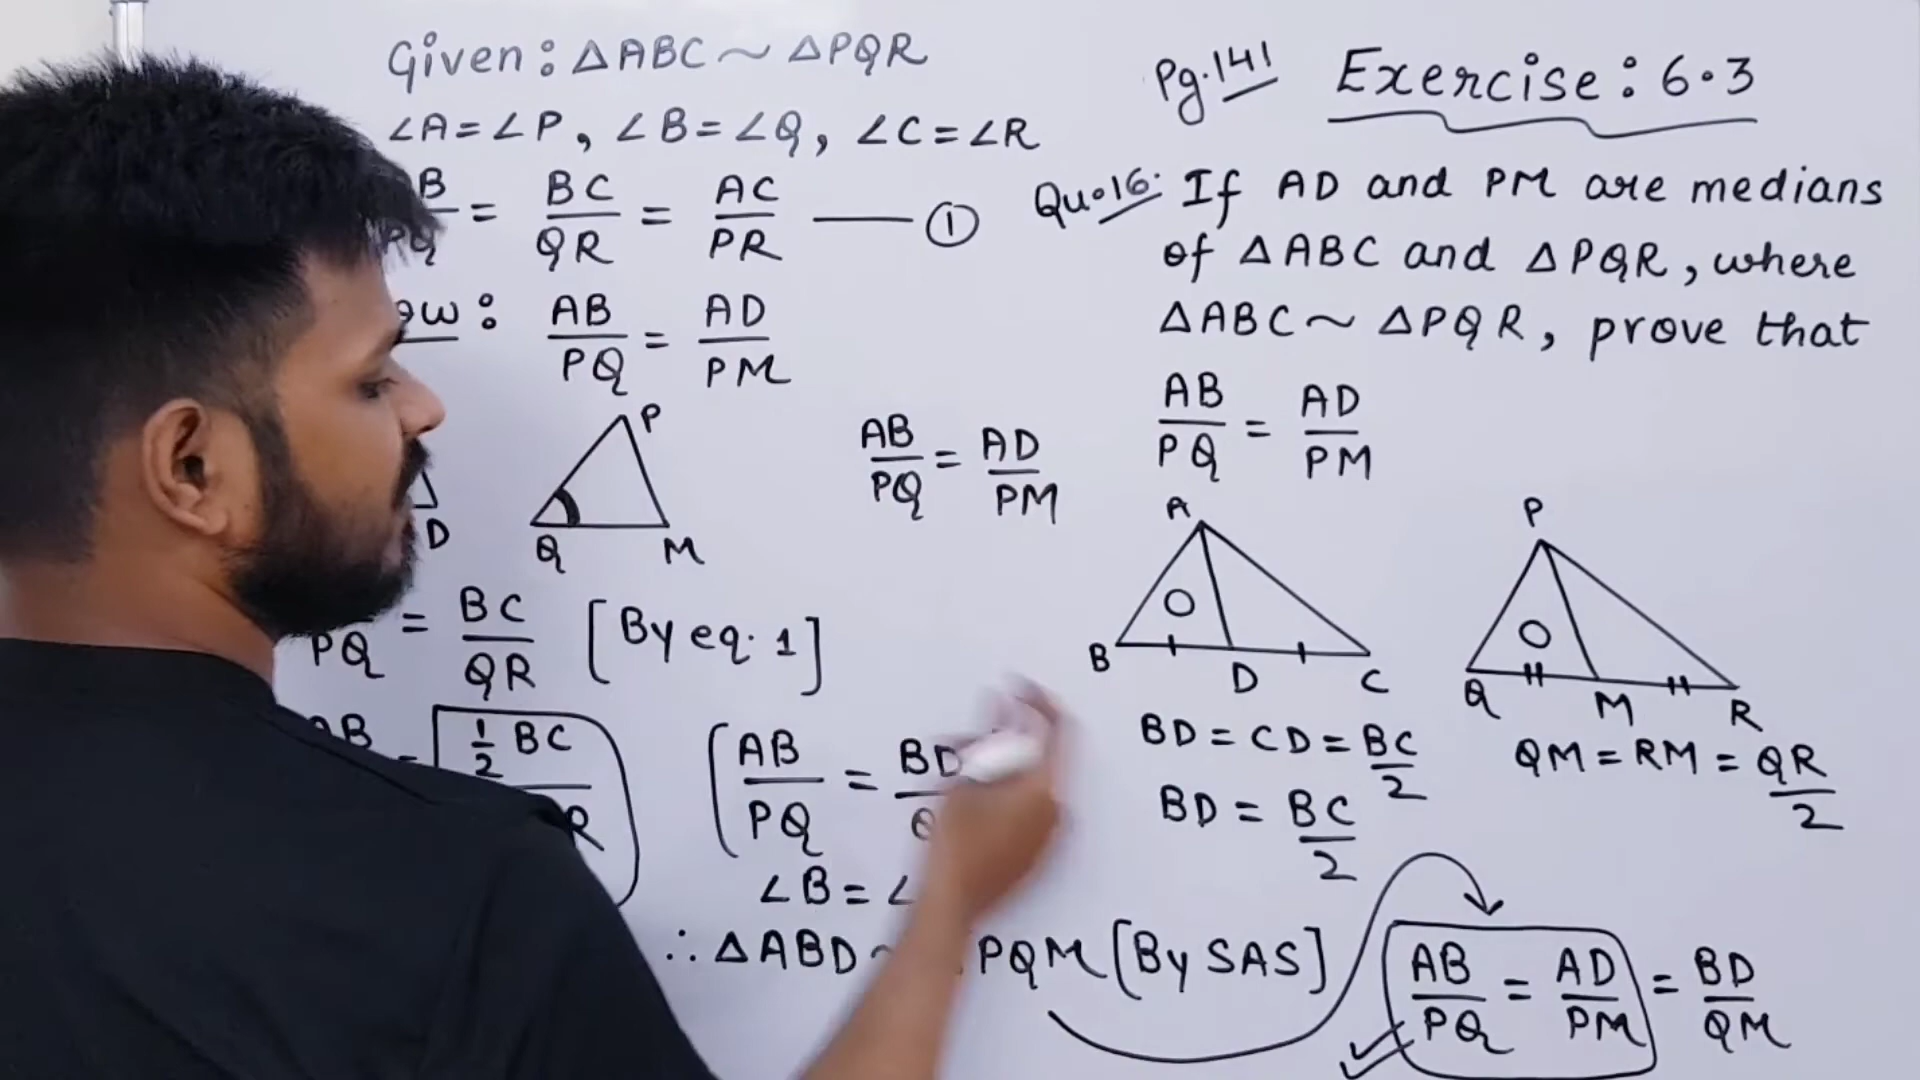 Given: ΔABC ~ ΔPQR
∠A = ∠P, ∠B = ∠Q, ∠C = ∠R
B/PQ = BC/QR = AC/PR —— ①
ow: AB/PQ = AD/PM
P
D
Q M
AB/PQ = AD/PM
PQ = BC/QR [By eq. 1]
AB = ½ BC
R
(AB/PQ = BD/Q
∠B = ∠
∴ ΔABD ~ PQM [By SAS]
Pg.141 Exercise: 6.3
Qu.16. If AD and PM are medians
of ΔABC and ΔPQR, where
ΔABC ~ ΔPQR, prove that
AB/PQ = AD/PM
A
B D C
P
Q M R
BD = CD = BC/2
BD = BC/2
QM = RM = QR/2
AB/PQ = AD/PM = BD/QM